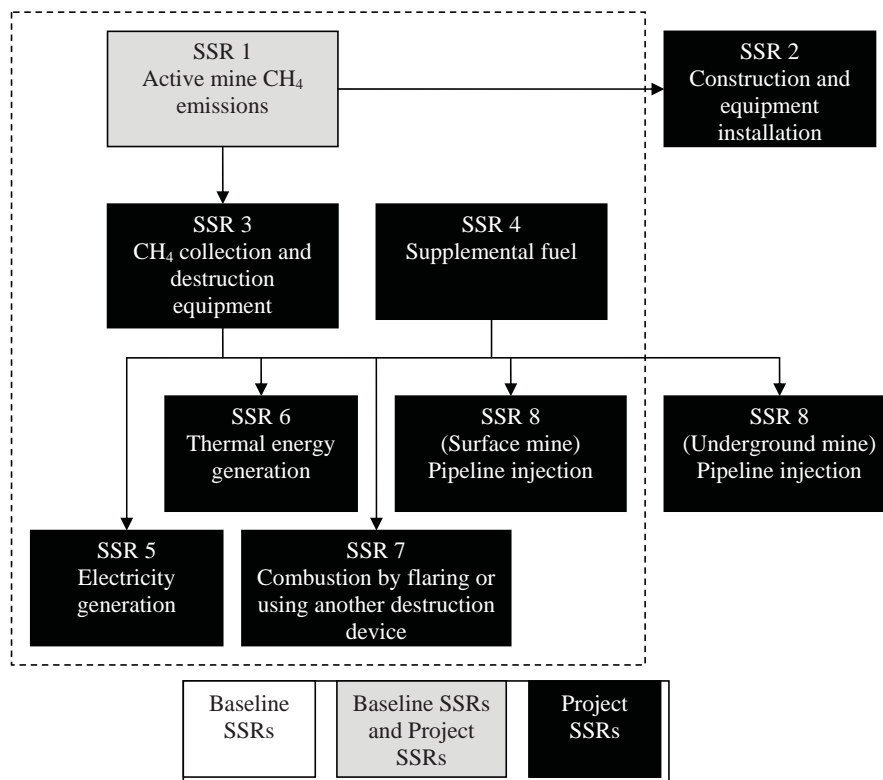 SSR 1
Active mine CH₄
emissions
SSR 2
Construction and
equipment
installation
SSR 3
CH₄ collection and
destruction
equipment
SSR 4
Supplemental fuel
SSR 6
Thermal energy
generation
SSR 8
(Surface mine)
Pipeline injection
SSR 8
(Underground mine)
Pipeline injection
SSR 5
Electricity
generation
SSR 7
Combustion by flaring or
using another destruction
device
Baseline
SSRs
Baseline SSRs
and Project
SSRs
Project
SSRs